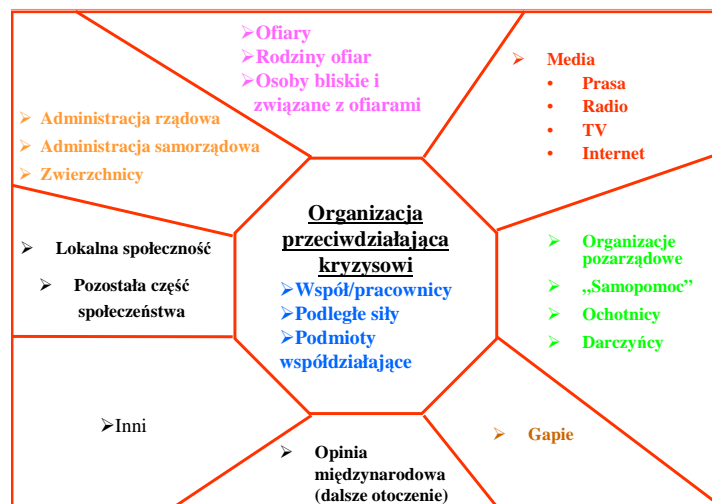 ➢Ofiary
➢Rodziny ofiar
➢Osoby bliskie i
związane z ofiarami
➢ Media
• Prasa
• Radio
• TV
• Internet
➢ Administracja rządowa
➢ Administracja samorządowa
➢ Zwierzchnicy
Organizacja
przeciwdziałająca
kryzysowi
➢Współ/pracownicy
➢Podległe siły
➢Podmioty
współdziałające
➢ Lokalna społeczność
➢ Pozostała część
społeczeństwa
➢ Organizacje
pozarządowe
➢ „Samopomoc”
➢ Ochotnicy
➢ Darczyńcy
➢Inni
➢ Opinia
międzynarodowa
(dalsze otoczenie)
➢ Gapie